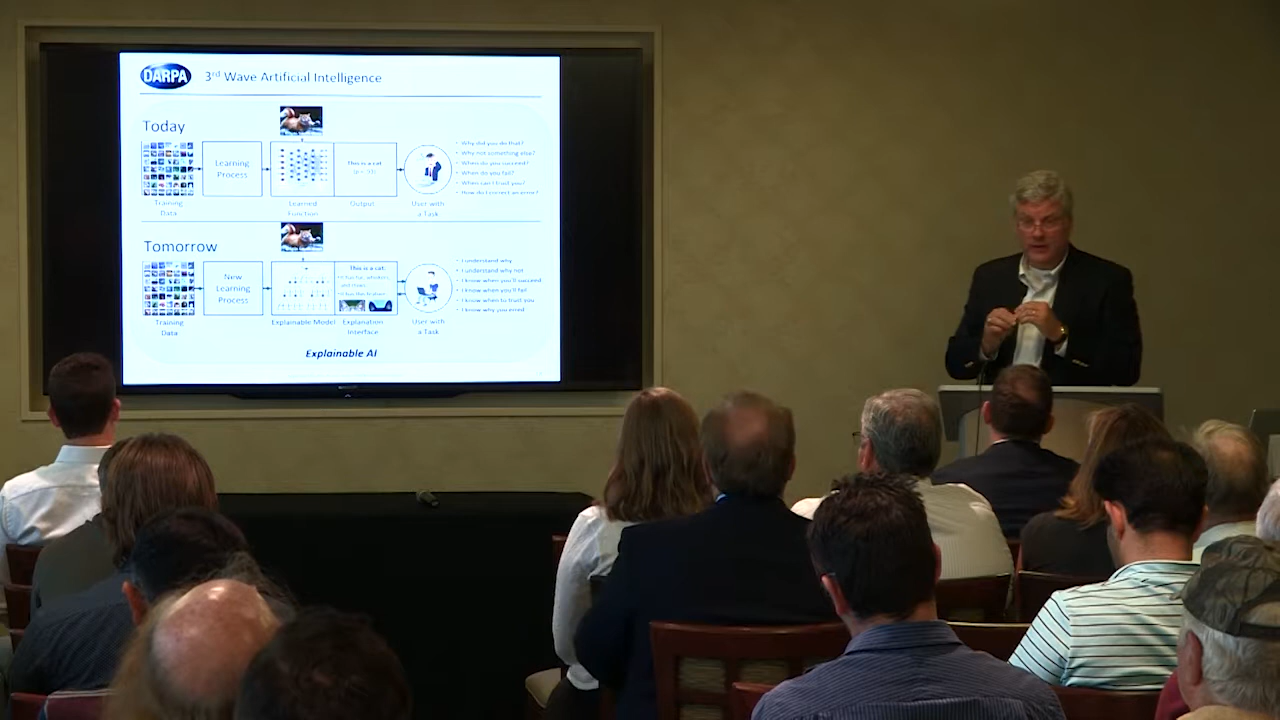 DARPA
3rd Wave Artificial Intelligence
Today
Training
Data
Learning
Process
Learned
Function
This is a cat
Output
User with
a Task
• Why did you do that?
• Why not something else?
• When do you succeed?
• When do you fail?
• When can I trust you?
• How do I correct an error?
Tomorrow
Training
Data
New
Learning
Process
Explainable Model
This is a cat:
Explanation
Interface
User with
a Task
• I understand why
• I understand why not
• I know when you'll succeed
• I know when you'll fail
• I know when to trust you
• I know why you erred
Explainable AI